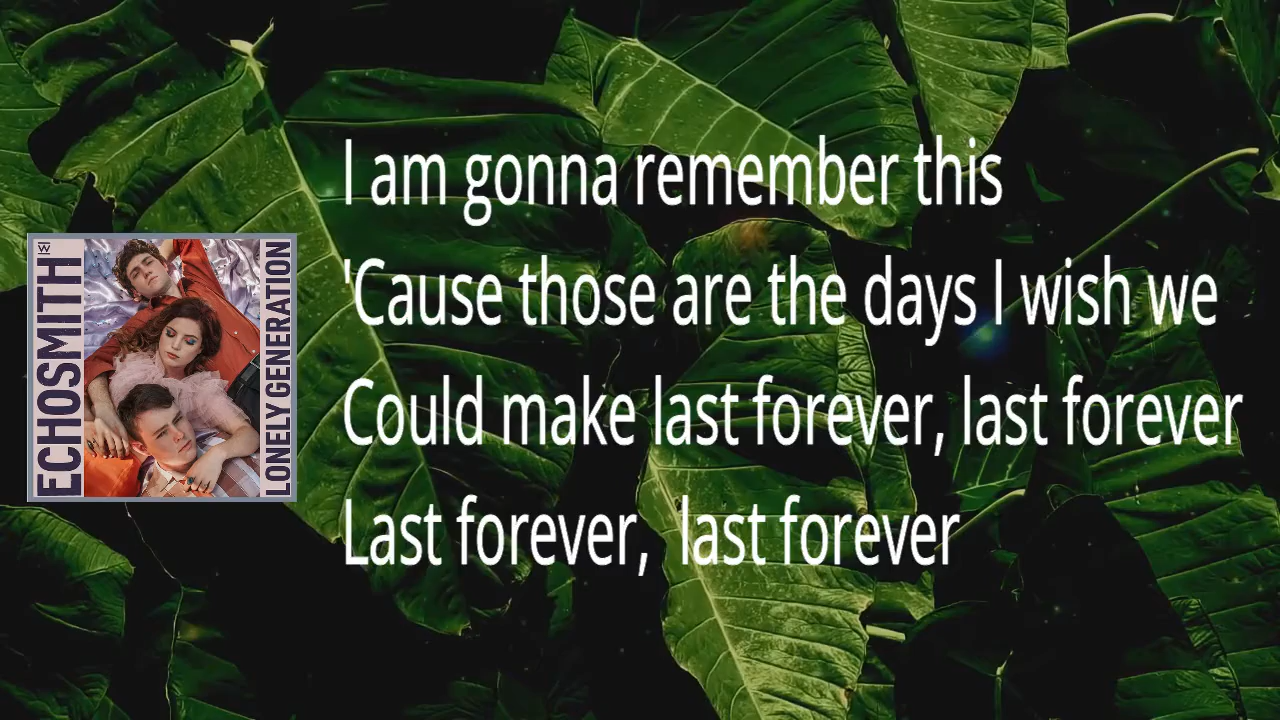 ECHOSMITH
LONELY GENERATION
I am gonna remember this
'Cause those are the days I wish we
Could make last forever, last forever
Last forever,  last forever